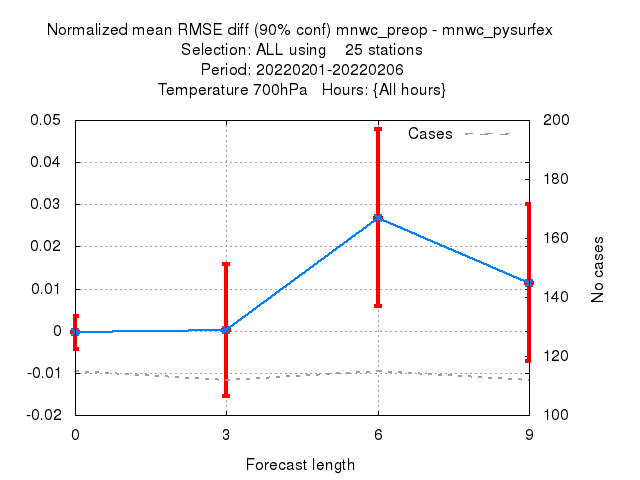 Normalized mean RMSE diff (90% conf) mnwc_preop - mnwc_pysurfex
Selection: ALL using    25 stations
Period: 20220201-20220206
Temperature 700hPa   Hours: {All hours}
Cases
0.05
0.04
0.03
0.02
0.01
0
-0.01
-0.02
200
180
160
140
120
100
No cases
0 3 6 9
Forecast length